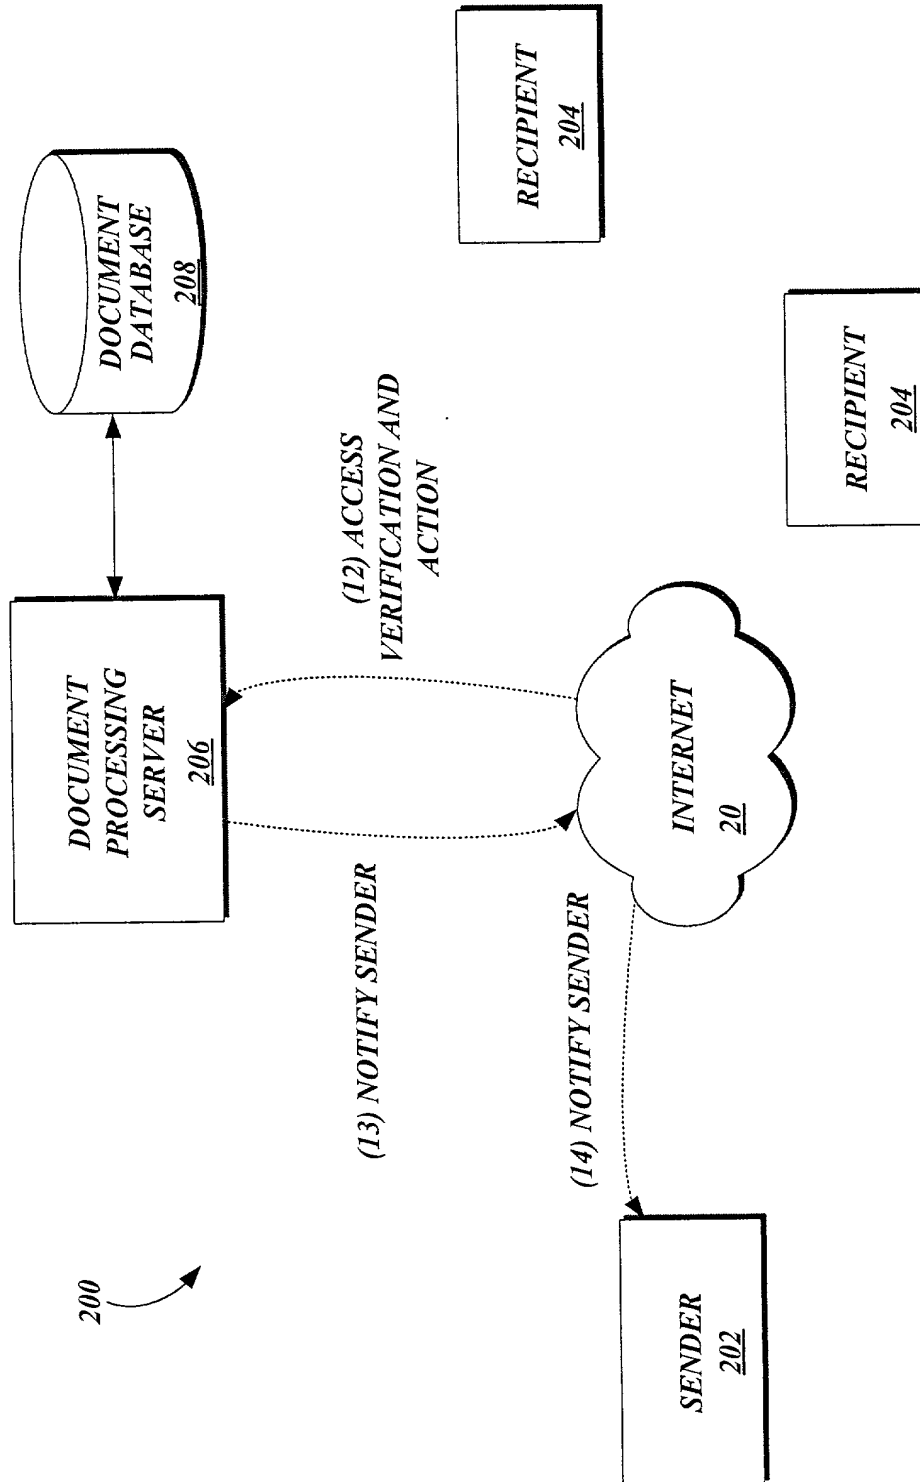 200
DOCUMENT
PROCESSING
SERVER
206
DOCUMENT
DATABASE
208
(12) ACCESS
VERIFICATION AND
ACTION
(13) NOTIFY SENDER
(14) NOTIFY SENDER
INTERNET
20
SENDER
202
RECIPIENT
204
RECIPIENT
204